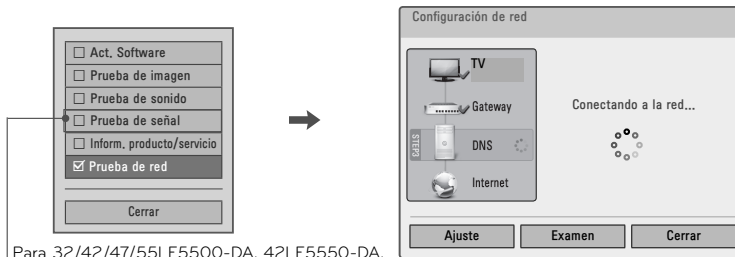 Act. Software
Prueba de imagen
Prueba de sonido
Prueba de señal
Inform. producto/servicio
Prueba de red
Cerrar
Para 32/42/47/55LE5500-DA, 42LE5550-DA,
Configuración de red
TV
Gateway
STEP3
DNS
Internet
Conectando a la red...
Ajuste
Examen
Cerrar